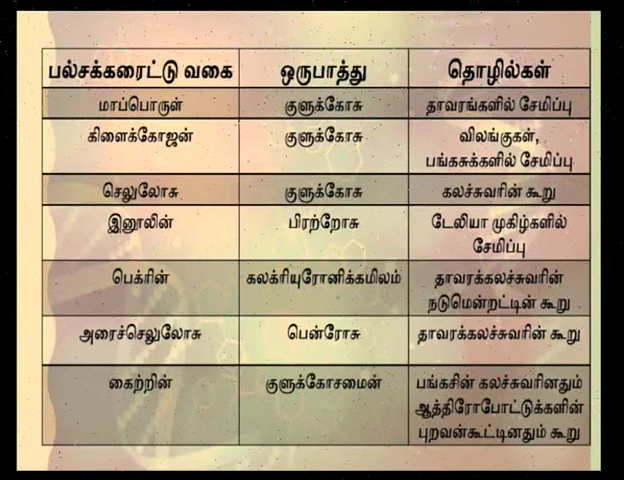 பல்சக்கரைட்டு வகை ஒருபாத்து தொழில்கள்
மாப்பொருள் குளுக்கோசு தாவரங்களில் சேமிப்பு
கிளைக்கோஜன் குளுக்கோசு விலங்குகள்,
பங்கசுக்களில் சேமிப்பு
செலுலோசு குளுக்கோசு கலச்சுவரின் கூறு
இனூலின் பிரற்றோசு டேலியா முகிழ்களில்
சேமிப்பு
பெக்ரின் கலக்ரியுரோனிக்கமிலம் தாவரக்கலச்சுவரின்
நடுமென்றட்டின் கூறு
அரைச்செலுலோசு பென்ரோசு தாவரக்கலச்சுவரின் கூறு
கைற்றின் குளுக்கோசமைன் பங்கசின் கலச்சுவரினதும்
ஆத்திரோபோட்டுக்களின்
புறவன்கூட்டினதும் கூறு